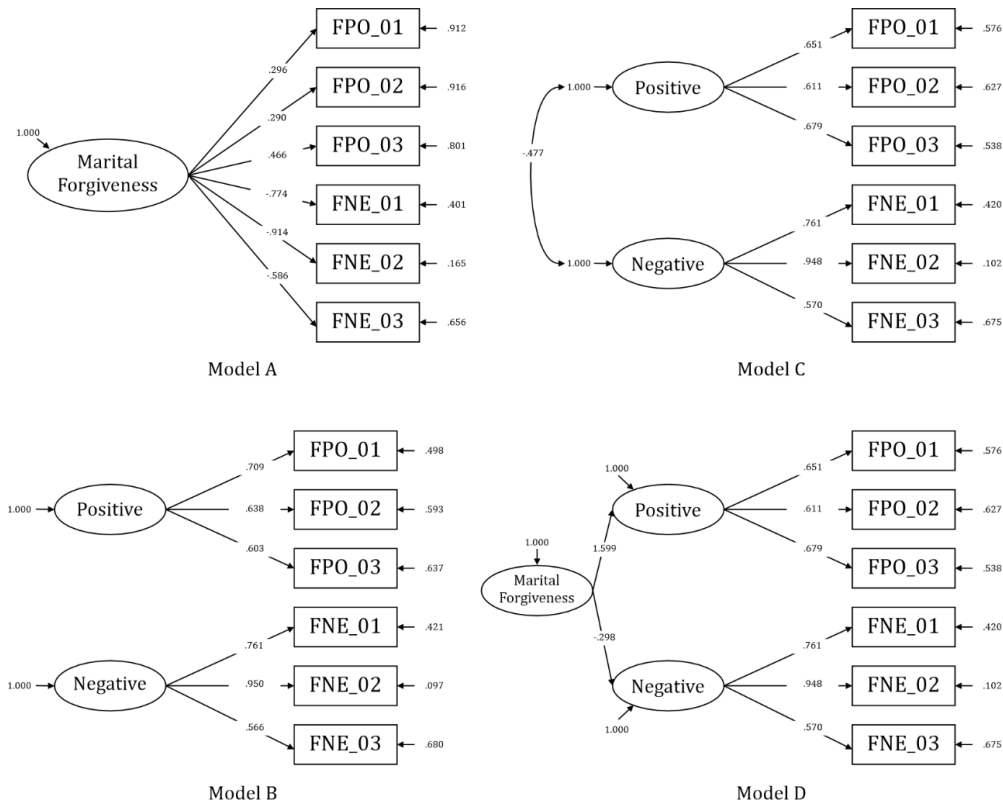 FPO_01
.912
.296
FPO_02
.916
.290
FPO_03
.801
.466
1.000
Marital
Forgiveness
-.774
FNE_01
.401
-.914
FNE_02
.165
-.586
FNE_03
.656
Model A
FPO_01
.576
.651
1.000
Positive
.611
FPO_02
.627
.679
FPO_03
.538
-.477
FNE_01
.420
.761
1.000
Negative
.948
FNE_02
.102
.570
FNE_03
.675
Model C
FPO_01
.498
.709
1.000
Positive
.638
FPO_02
.593
.603
FPO_03
.637
FNE_01
.421
.761
1.000
Negative
.950
FNE_02
.097
.566
FNE_03
.680
Model B
FPO_01
.576
.651
1.000
Positive
.611
FPO_02
.627
.679
FPO_03
.538
1.000
1.599
Marital
Forgiveness
-.298
FNE_01
.420
.761
Negative
.948
FNE_02
.102
1.000
.570
FNE_03
.675
Model D